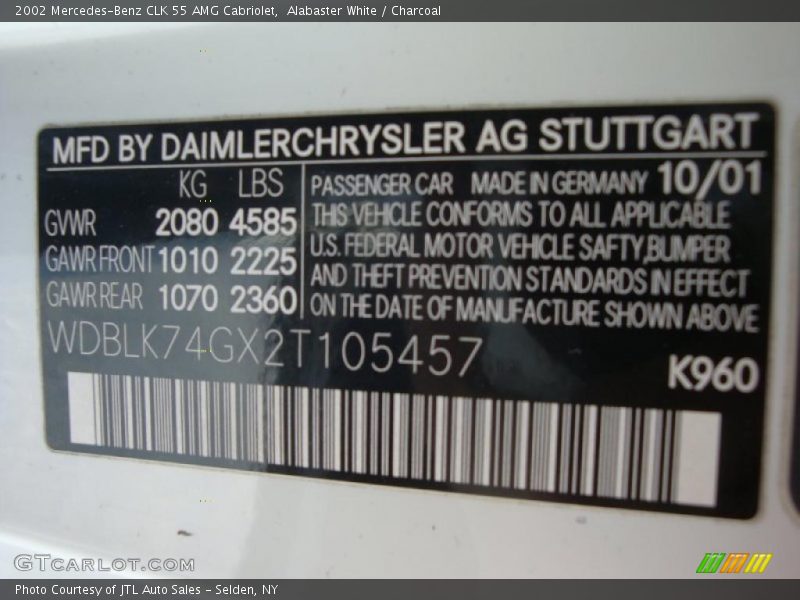 2002 Mercedes-Benz CLK 55 AMG Cabriolet,  Alabaster White / Charcoal
MFD BY DAIMLERCHRYSLER AG STUTTGART
KG LBS
GVWR 2080 4585
GAWR FRONT 1010 2225
GAWR REAR 1070 2360
PASSENGER CAR MADE IN GERMANY 10/01
THIS VEHICLE CONFORMS TO ALL APPLICABLE
U.S. FEDERAL MOTOR VEHICLE SAFTY,BUMPER
AND THEFT PREVENTION STANDARDS IN EFFECT
ON THE DATE OF MANUFACTURE SHOWN ABOVE
WDBLK74GX2T105457
K960
GTCARLOT.COM
Photo Courtesy of JTL Auto Sales - Selden, NY